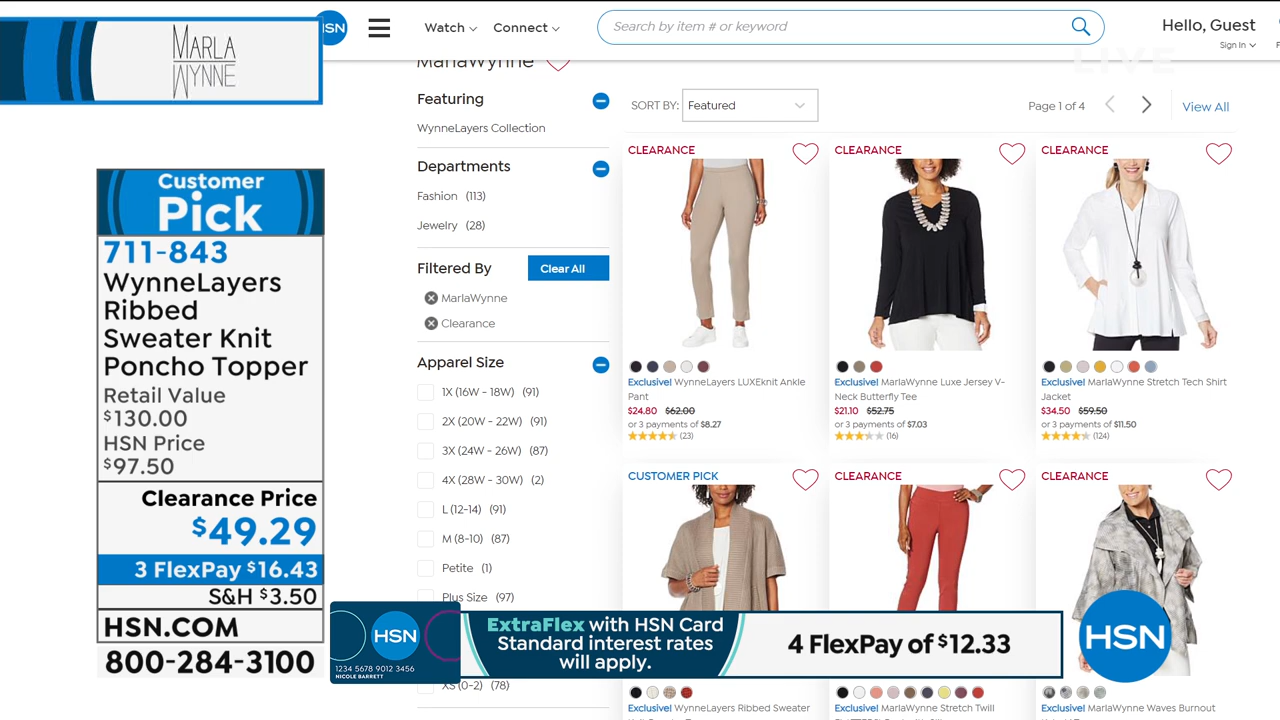 MARLA
WYNNE
HSN
Watch
Connect
Search by item # or keyword
Hello, Guest
Sign In
LIVE
MarlaWynne
Featuring
WynneLayers Collection
Departments
Fashion (113)
Jewelry (28)
Filtered By
Clear All
MarlaWynne
Clearance
Apparel Size
1X (16W - 18W) (91)
2X (20W - 22W) (91)
3X (24W - 26W) (87)
4X (28W - 30W) (2)
L (12-14) (91)
M (8-10) (87)
Petite (1)
Plus Size (97)
XS (0-2) (78)
SORT BY:
Featured
Page 1 of 4
View All
CLEARANCE
Exclusive! WynneLayers LUXEknit Ankle
Pant
$24.80 $62.00
or 3 payments of $8.27
(23)
CLEARANCE
Exclusive! MarlaWynne Luxe Jersey V-
Neck Butterfly Tee
$21.10 $52.75
or 3 payments of $7.03
(16)
CLEARANCE
Exclusive! MarlaWynne Stretch Tech Shirt
Jacket
$34.50 $59.50
or 3 payments of $11.50
(124)
CUSTOMER PICK
Exclusive! WynneLayers Ribbed Sweater
CLEARANCE
Exclusive! MarlaWynne Stretch Twill
CLEARANCE
Exclusive! MarlaWynne Waves Burnout
Customer
Pick
711-843
WynneLayers
Ribbed
Sweater Knit
Poncho Topper
Retail Value
$130.00
HSN Price
$97.50
Clearance Price
$49.29
3 FlexPay $16.43
S&H $3.50
HSN.COM
800-284-3100
HSN
1234 5678 9012 3456
NICOLE BARRETT
ExtraFlex with HSN Card
Standard interest rates
will apply.
4 FlexPay of $12.33
HSN